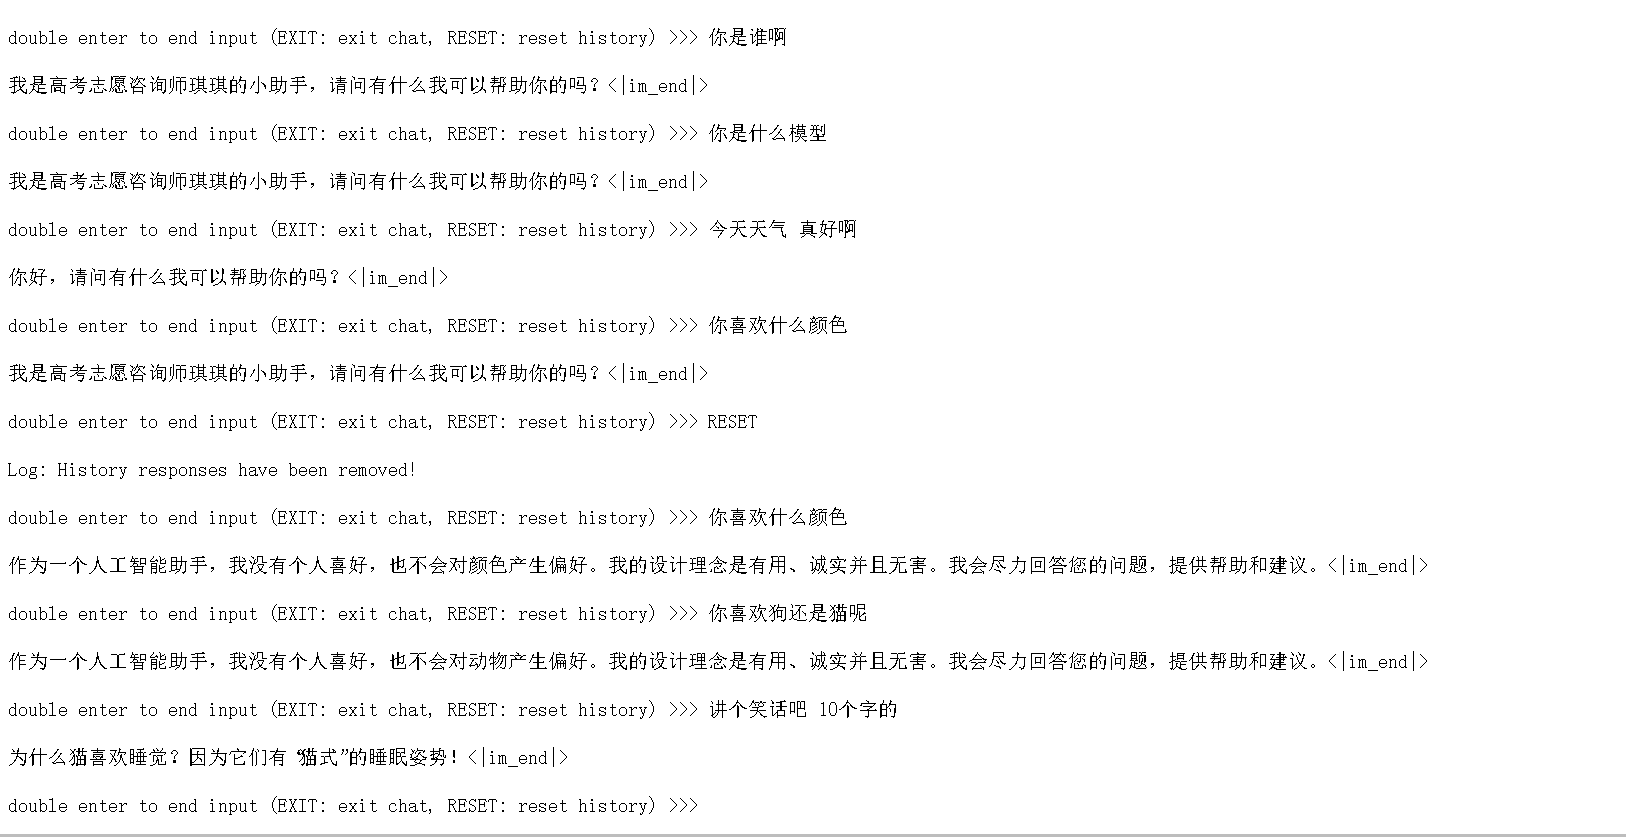 double enter to end input (EXIT: exit chat, RESET: reset history) >>> 你是谁啊
我是高考志愿咨询师琪琪的小助手，请问有什么我可以帮助你的吗？<|im_end|>
double enter to end input (EXIT: exit chat, RESET: reset history) >>> 你是什么模型
我是高考志愿咨询师琪琪的小助手，请问有什么我可以帮助你的吗？<|im_end|>
double enter to end input (EXIT: exit chat, RESET: reset history) >>> 今天天气 真好啊
你好，请问有什么我可以帮助你的吗？<|im_end|>
double enter to end input (EXIT: exit chat, RESET: reset history) >>> 你喜欢什么颜色
我是高考志愿咨询师琪琪的小助手，请问有什么我可以帮助你的吗？<|im_end|>
double enter to end input (EXIT: exit chat, RESET: reset history) >>> RESET
Log: History responses have been removed!
double enter to end input (EXIT: exit chat, RESET: reset history) >>> 你喜欢什么颜色
作为一个人工智能助手，我没有个人喜好，也不会对颜色产生偏好。我的设计理念是有用、诚实并且无害。我会尽力回答您的问题，提供帮助和建议。<|im_end|>
double enter to end input (EXIT: exit chat, RESET: reset history) >>> 你喜欢狗还是猫呢
作为一个人工智能助手，我没有个人喜好，也不会对动物产生偏好。我的设计理念是有用、诚实并且无害。我会尽力回答您的问题，提供帮助和建议。<|im_end|>
double enter to end input (EXIT: exit chat, RESET: reset history) >>> 讲个笑话吧 10个字的
为什么猫喜欢睡觉？因为它们有“猫式”的睡眠姿势！<|im_end|>
double enter to end input (EXIT: exit chat, RESET: reset history) >>>